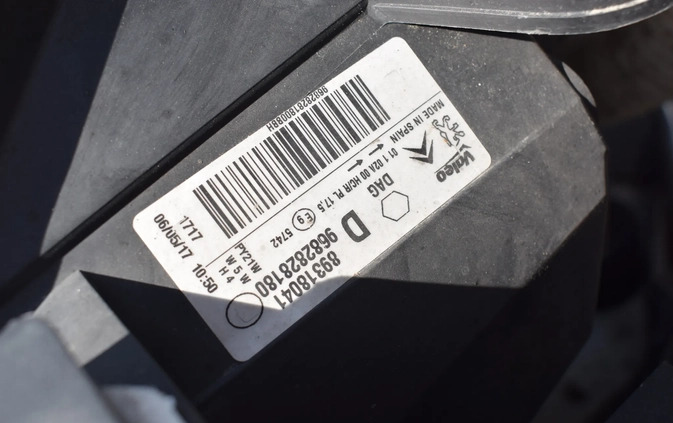 Valeo
MADE IN SPAIN
01 1 02A 00 HC/R PL 17,5
DAG
E9 5742
D 9682828180
89318041
PY21W
W5W
H4
1717
06/05/17 10:50